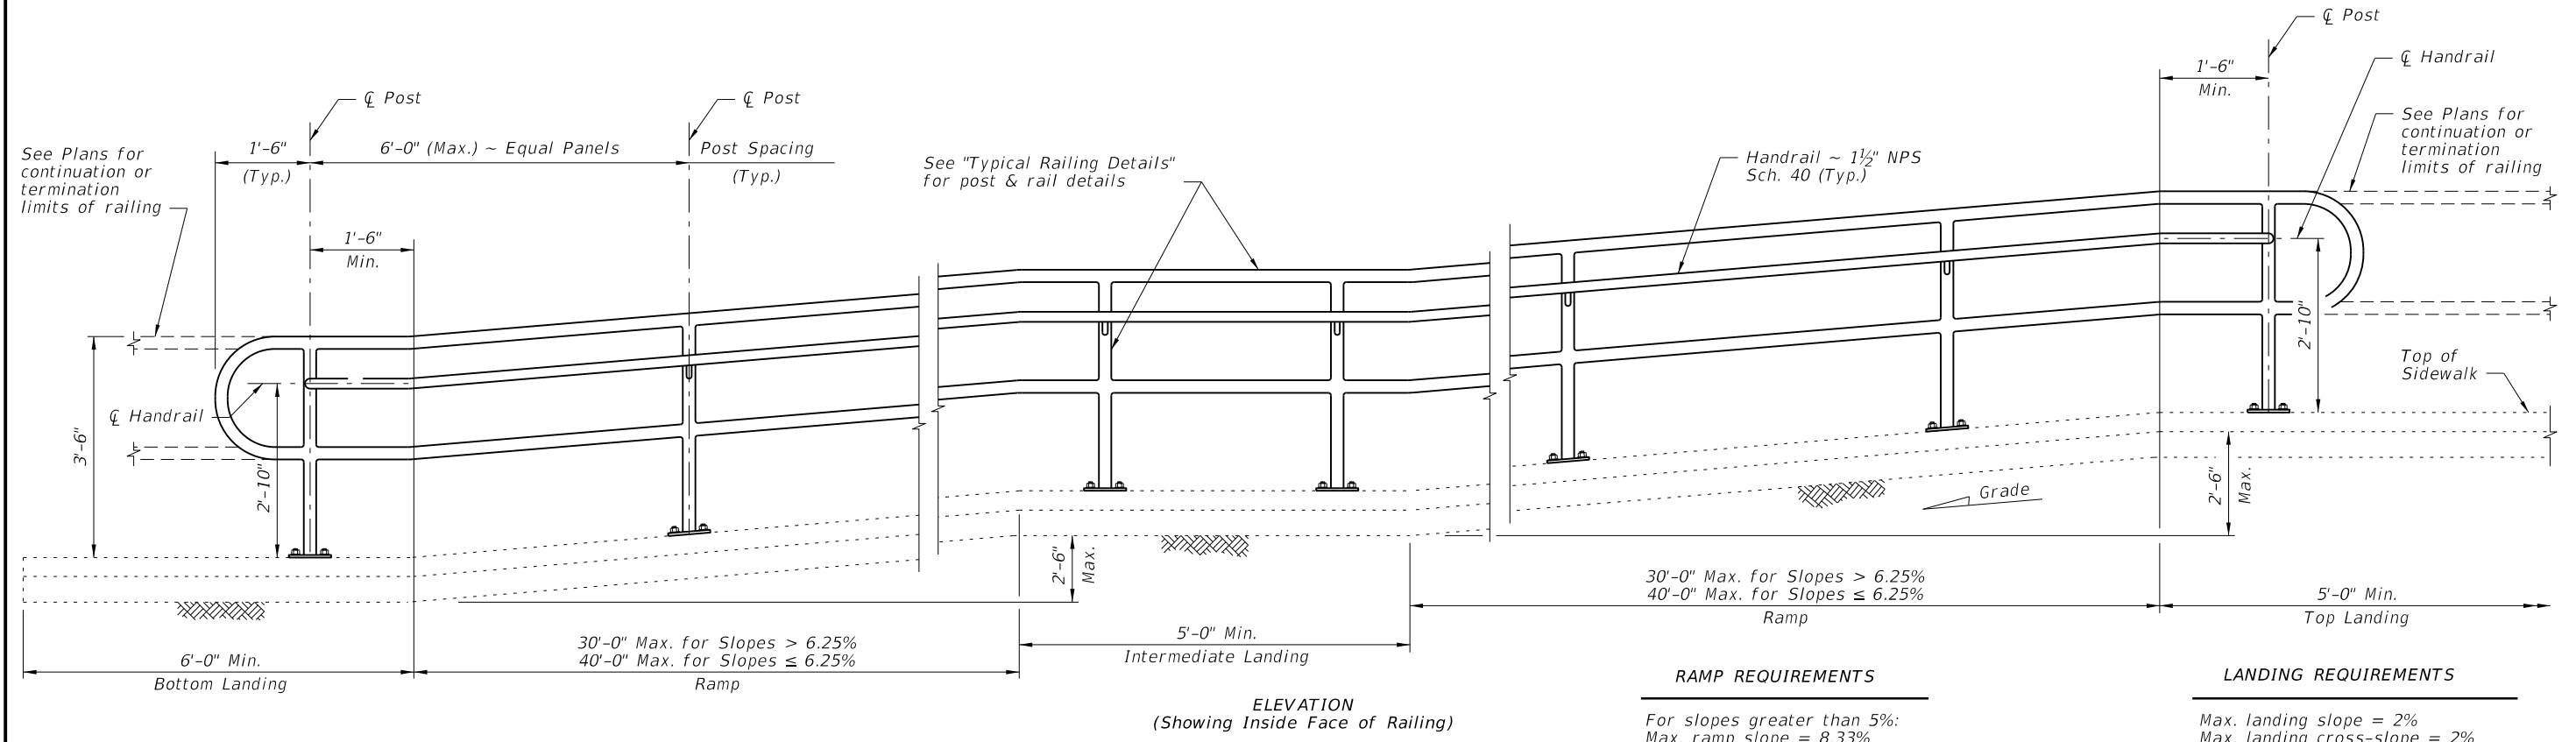 ℄ Post
℄ Handrail
1'-6"
Min.
See Plans for
continuation or
termination
limits of railing
℄ Post
℄ Post
See Plans for
continuation or
termination
limits of railing
1'-6"
(Typ.)
6'-0" (Max.) ~ Equal Panels
Post Spacing
(Typ.)
See "Typical Railing Details"
for post & rail details
Handrail ~ 1½" NPS
Sch. 40 (Typ.)
1'-6"
Min.
℄ Handrail
3'-6"
2'-10"
2'-10"
Top of
Sidewalk
Grade
2'-6"
Max.
2'-6"
Max.
6'-0" Min.
Bottom Landing
30'-0" Max. for Slopes > 6.25%
40'-0" Max. for Slopes ≤ 6.25%
Ramp
5'-0" Min.
Intermediate Landing
30'-0" Max. for Slopes > 6.25%
40'-0" Max. for Slopes ≤ 6.25%
Ramp
5'-0" Min.
Top Landing
ELEVATION
(Showing Inside Face of Railing)
RAMP REQUIREMENTS
For slopes greater than 5%:
Max. ramp slope = 8.33%
LANDING REQUIREMENTS
Max. landing slope = 2%
Max. landing cross-slope = 2%